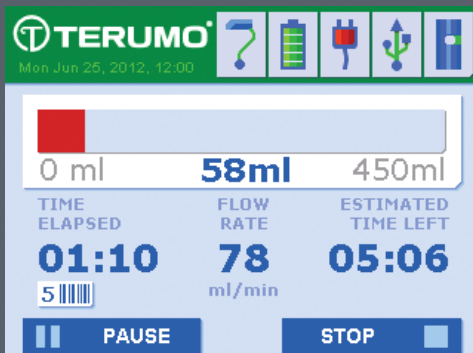 TERUMO
Mon Jun 25, 2012, 12:00
0 ml 58ml 450ml
TIME ELAPSED FLOW RATE ESTIMATED TIME LEFT
01:10 78 05:06
5 ml/min
PAUSE STOP